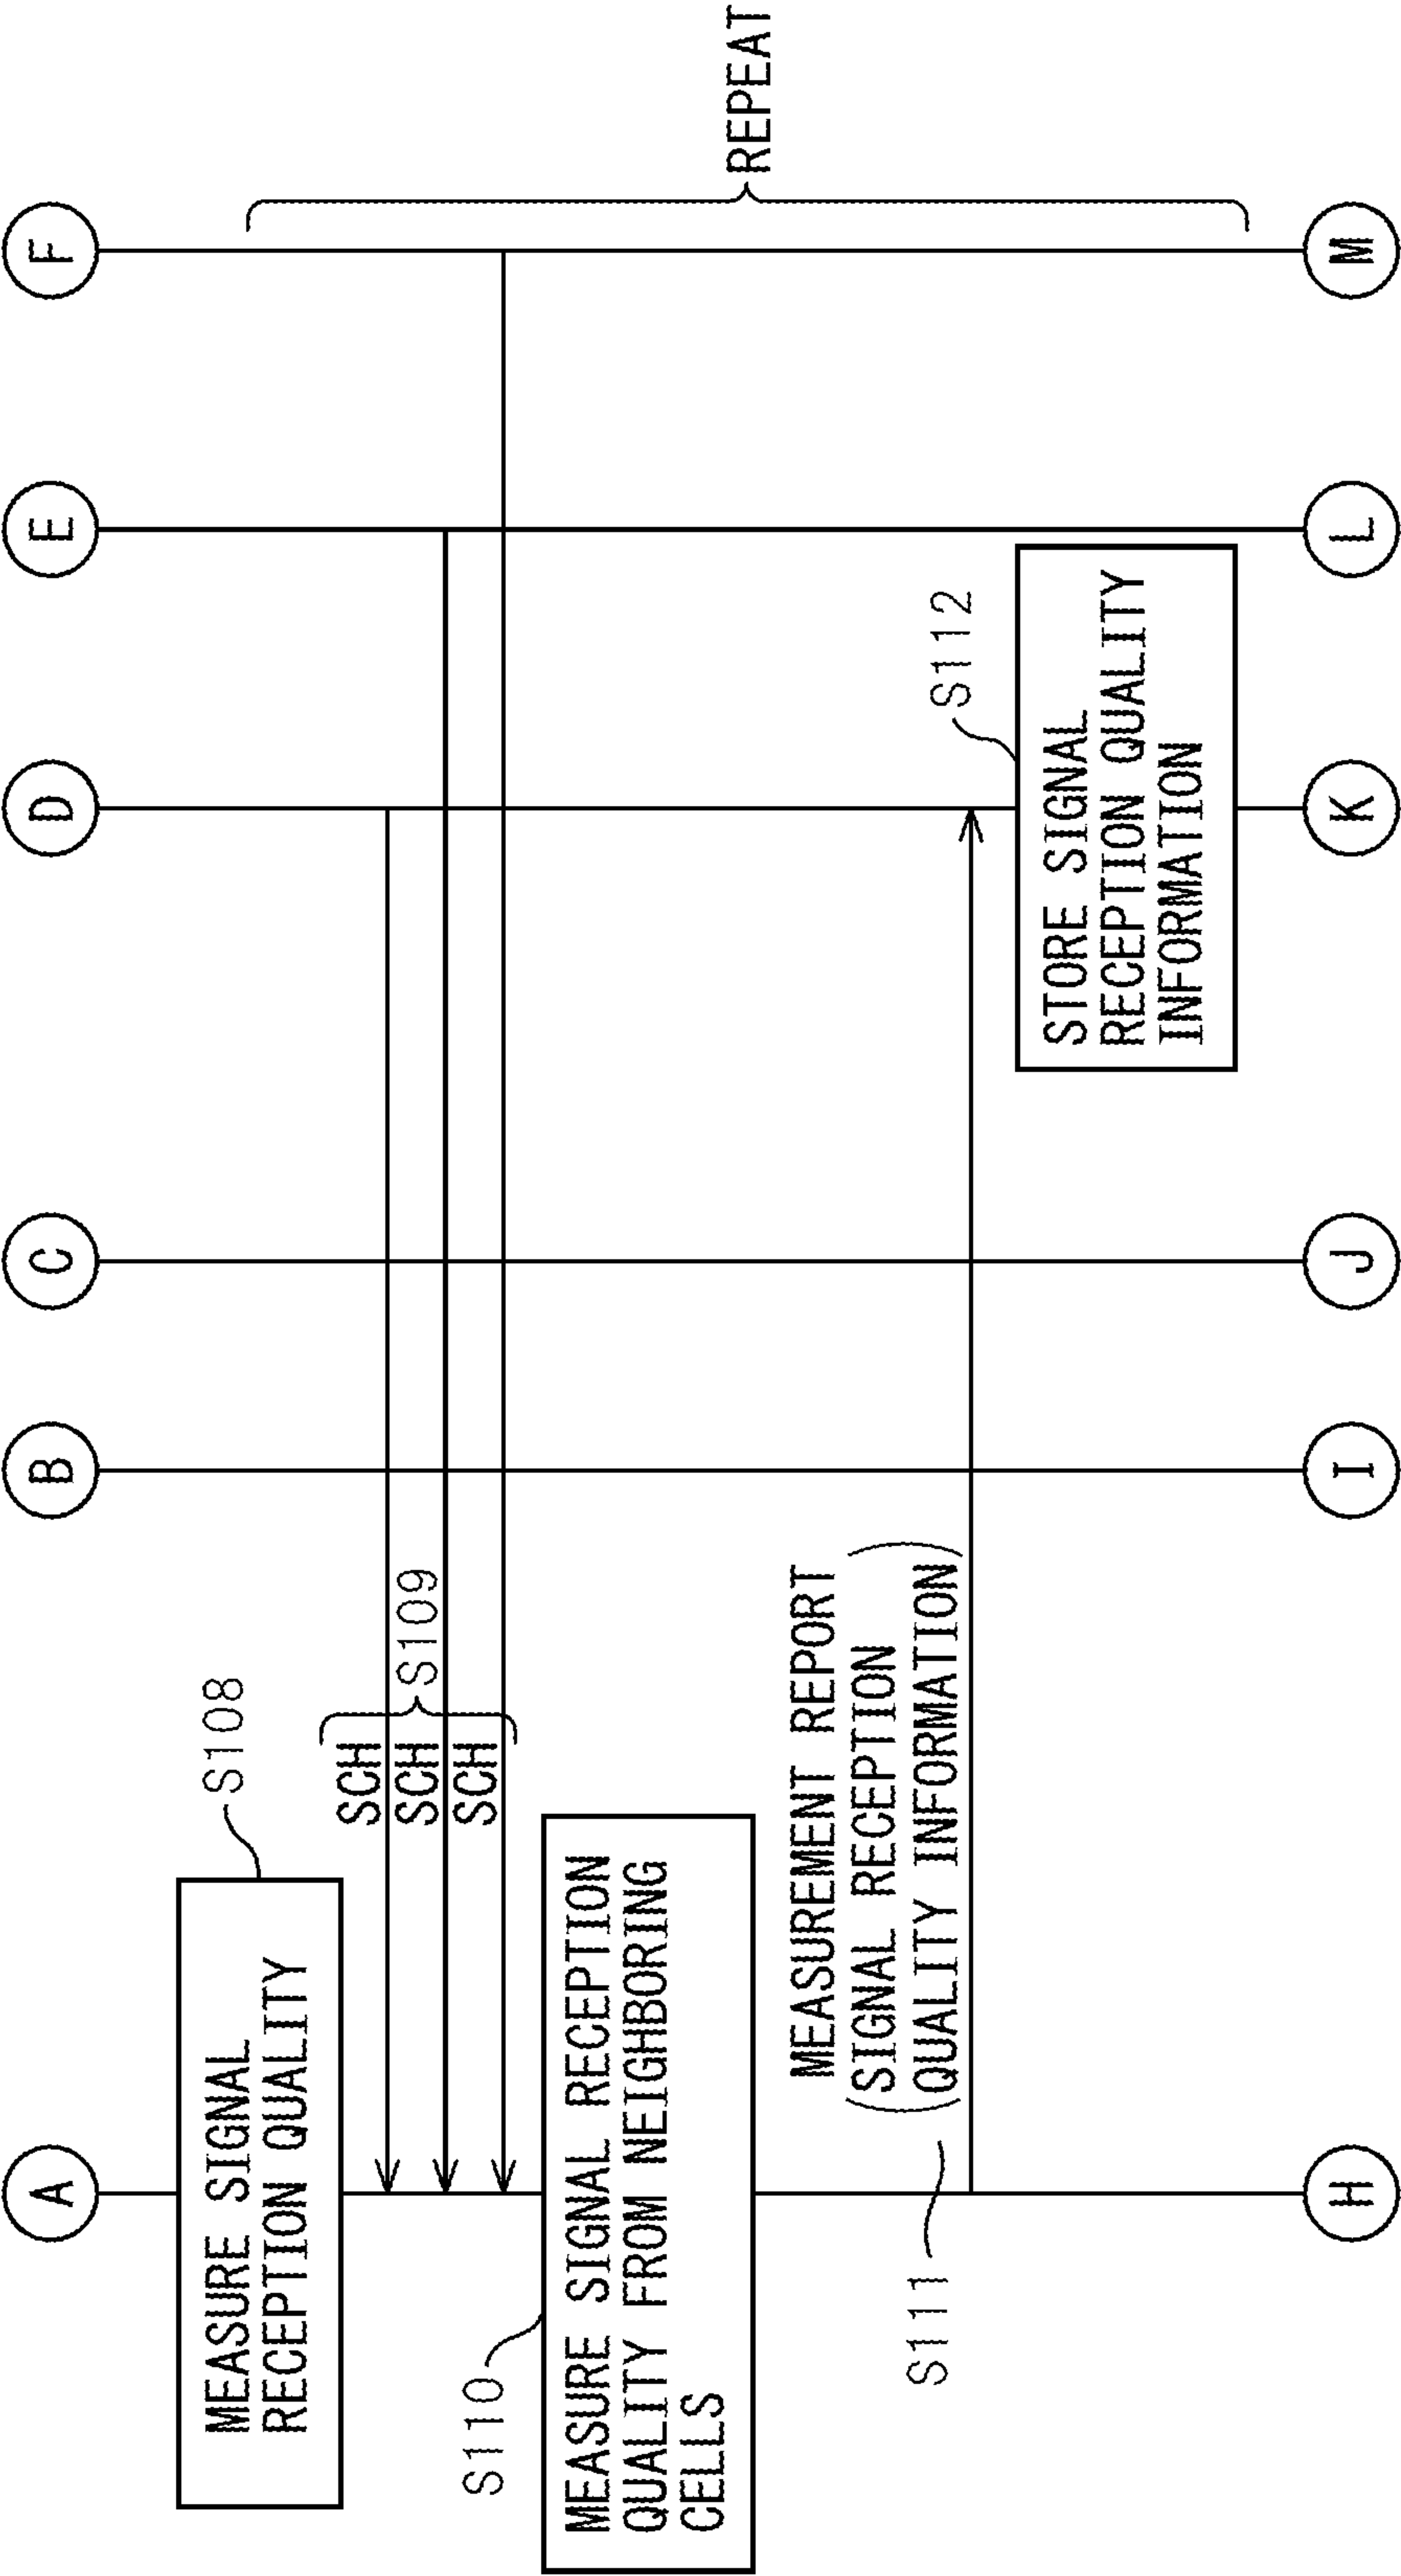 A
B
C
D
E
F
S108
MEASURE SIGNAL
RECEPTION QUALITY
SCH
SCH
SCH
S109
S110
MEASURE SIGNAL RECEPTION
QUALITY FROM NEIGHBORING
CELLS
REPEAT
MEASUREMENT REPORT
(SIGNAL RECEPTION
QUALITY INFORMATION)
S111
S112
STORE SIGNAL
RECEPTION QUALITY
INFORMATION
H
I
J
K
L
M